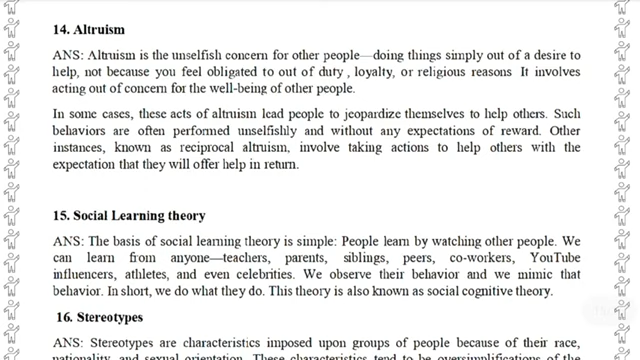 14. Altruism
ANS: Altruism is the unselfish concern for other people—doing things simply out of a desire to
help, not because you feel obligated to out of duty , loyalty, or religious reasons It involves
acting out of concern for the well-being of other people.
In some cases, these acts of altruism lead people to jeopardize themselves to help others. Such
behaviors are often performed unselfishly and without any expectations of reward. Other
instances, known as reciprocal altruism, involve taking actions to help others with the
expectation that they will offer help in return.
15. Social Learning theory
ANS: The basis of social learning theory is simple: People learn by watching other people. We
can learn from anyone—teachers, parents, siblings, peers, co-workers, YouTube
influencers, athletes, and even celebrities. We observe their behavior and we mimic that
behavior. In short, we do what they do. This theory is also known as social cognitive theory.
16. Stereotypes
ANS: Stereotypes are characteristics imposed upon groups of people because of their race,
nationality, and sexual orientation. These characteristics tend to be oversimplifications of the